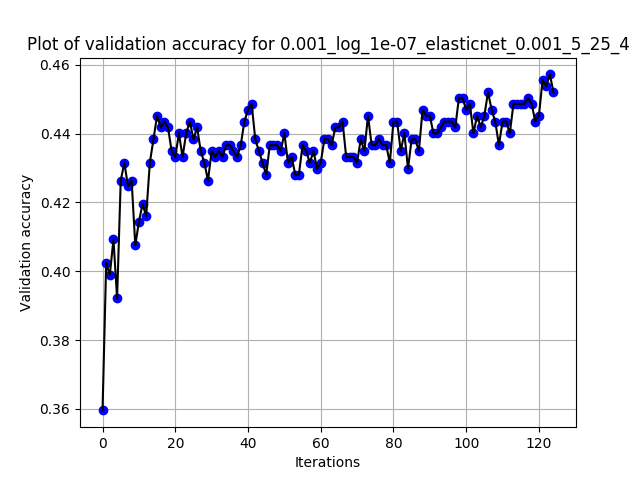 Plot of validation accuracy for 0.001_log_1e-07_elasticnet_0.001_5_25_4
0.46
0.44
0.42
0.40
0.38
0.36
Validation accuracy
0 20 40 60 80 100 120
Iterations